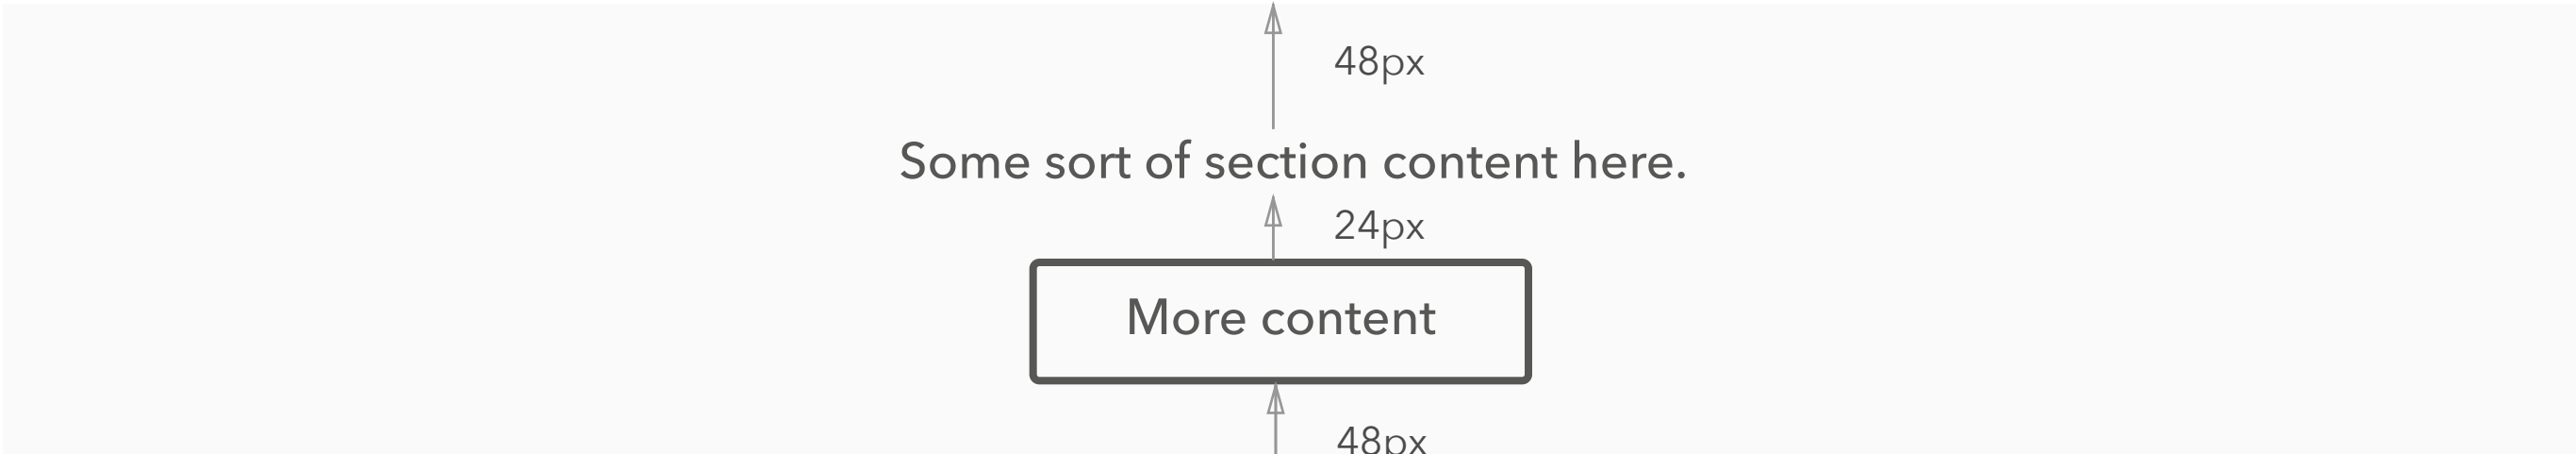 48px
Some sort of section content here.
24px
More content
48px